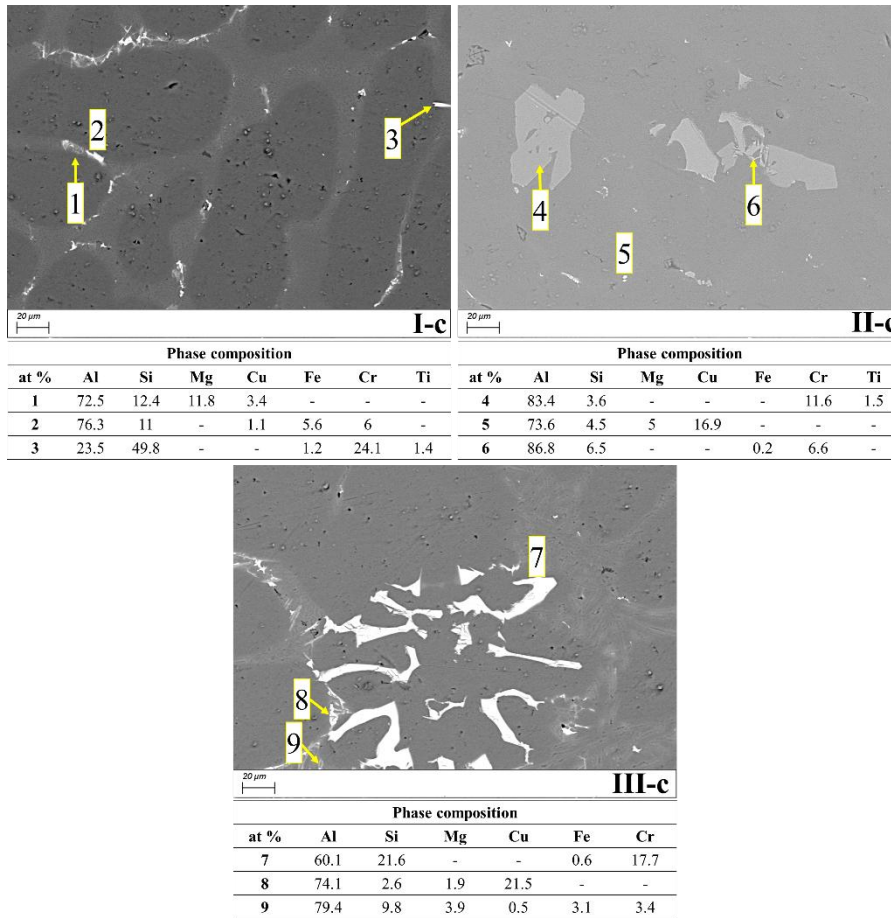 2
3
1
20 μm
I-c
4
6
5
20 μm
II-c
Phase composition
at % Al Si Mg Cu Fe Cr Ti
1 72.5 12.4 11.8 3.4 - - -
2 76.3 11 - 1.1 5.6 6 -
3 23.5 49.8 - - 1.2 24.1 1.4
Phase composition
at % Al Si Mg Cu Fe Cr Ti
4 83.4 3.6 - - - 11.6 1.5
5 73.6 4.5 5 16.9 - - -
6 86.8 6.5 - - 0.2 6.6 -
7
8
9
20 μm
III-c
Phase composition
at % Al Si Mg Cu Fe Cr
7 60.1 21.6 - - 0.6 17.7
8 74.1 2.6 1.9 21.5 - -
9 79.4 9.8 3.9 0.5 3.1 3.4